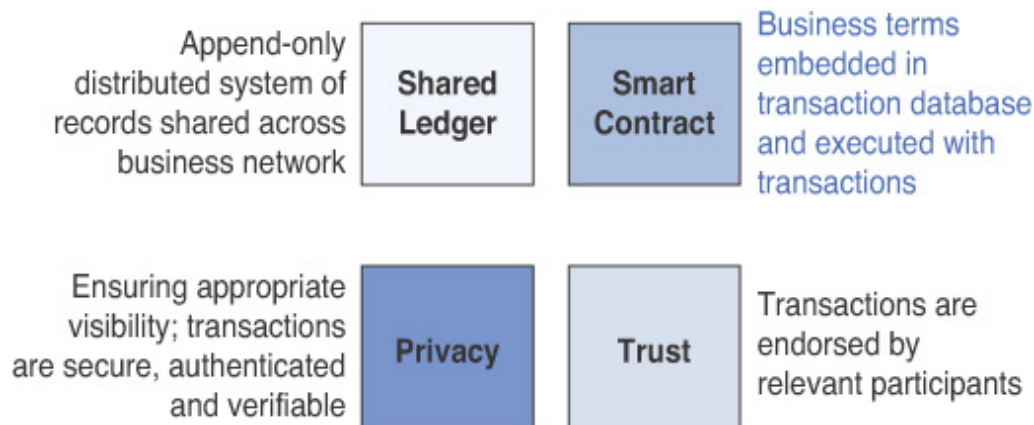 Append-only
distributed system of
records shared across
business network
Shared
Ledger
Smart
Contract
Business terms
embedded in
transaction database
and executed with
transactions
Ensuring appropriate
visibility; transactions
are secure, authenticated
and verifiable
Privacy
Trust
Transactions are
endorsed by
relevant participants